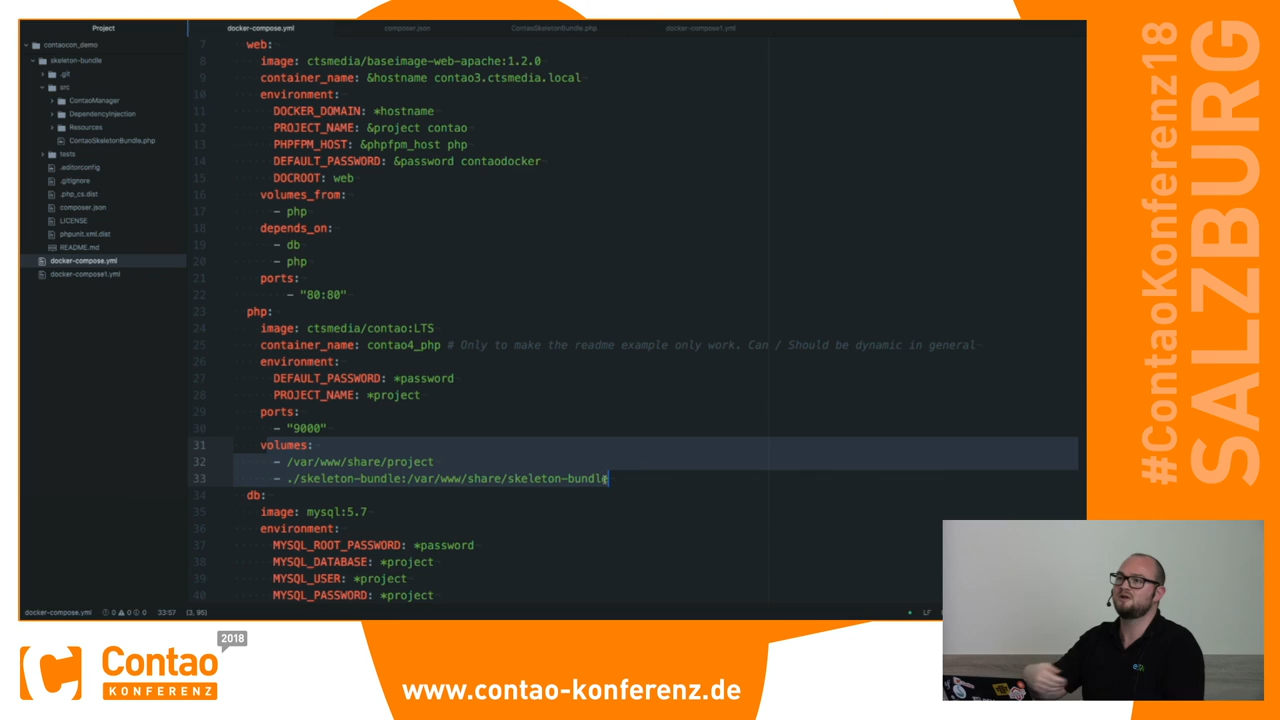 Project
contaocon_demo
skeleton-bundle
.git
src
ContaoManager
DependencyInjection
Resources
ContaoSkeletonBundle.php
tests
.editorconfig
.gitignore
.php_cs.dist
composer.json
LICENSE
phpunit.xml.dist
README.md
docker-compose.yml
docker-compose1.yml
docker-compose.yml composer.json ContaoSkeletonBundle.php docker-compose1.yml
7 web:
8 image: ctsmedia/baseimage-web-apache:1.2.0
9 container_name: &hostname contao3.ctsmedia.local
10 environment:
11 DOCKER_DOMAIN: *hostname
12 PROJECT_NAME: &project contao
13 PHPFPM_HOST: &phpfpm_host php
14 DEFAULT_PASSWORD: &password contaodocker
15 DOCROOT: web
16 volumes_from:
17 - php
18 depends_on:
19 - db
20 - php
21 ports:
22 - "80:80"
23 php:
24 image: ctsmedia/contao:LTS
25 container_name: contao4_php # Only to make the readme example only work. Can / Should be dynamic in general
26 environment:
27 DEFAULT_PASSWORD: *password
28 PROJECT_NAME: *project
29 ports:
30 - "9000"
31 volumes:
32 - /var/www/share/project
33 - ./skeleton-bundle:/var/www/share/skeleton-bundle
34 db:
35 image: mysql:5.7
36 environment:
37 MYSQL_ROOT_PASSWORD: *password
38 MYSQL_DATABASE: *project
39 MYSQL_USER: *project
40 MYSQL_PASSWORD: *project
docker-compose.yml 0 0 0 33:57 (3, 95) LF
#ContaoKonferenz18
SALZBURG
Contao 2018
KONFERENZ
www.contao-konferenz.de